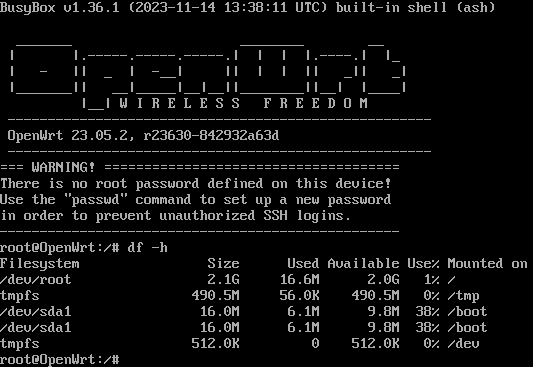 BusyBox v1.36.1 (2023-11-14 13:38:11 UTC) built-in shell (ash)
OpenWrt
W I R E L E S S   F R E E D O M
OpenWrt 23.05.2, r23630-842932a63d
=== WARNING! =====================================
There is no root password defined on this device!
Use the "passwd" command to set up a new password
in order to prevent unauthorized SSH logins.
root@OpenWrt:/# df -h
Filesystem                Size      Used Available Use% Mounted on
/dev/root                 2.1G     16.6M      2.0G   1% /
tmpfs                   490.5M     56.0K    490.5M   0% /tmp
/dev/sda1                16.0M      6.1M      9.8M  38% /boot
/dev/sda1                16.0M      6.1M      9.8M  38% /boot
tmpfs                   512.0K         0    512.0K   0% /dev
root@OpenWrt:/#